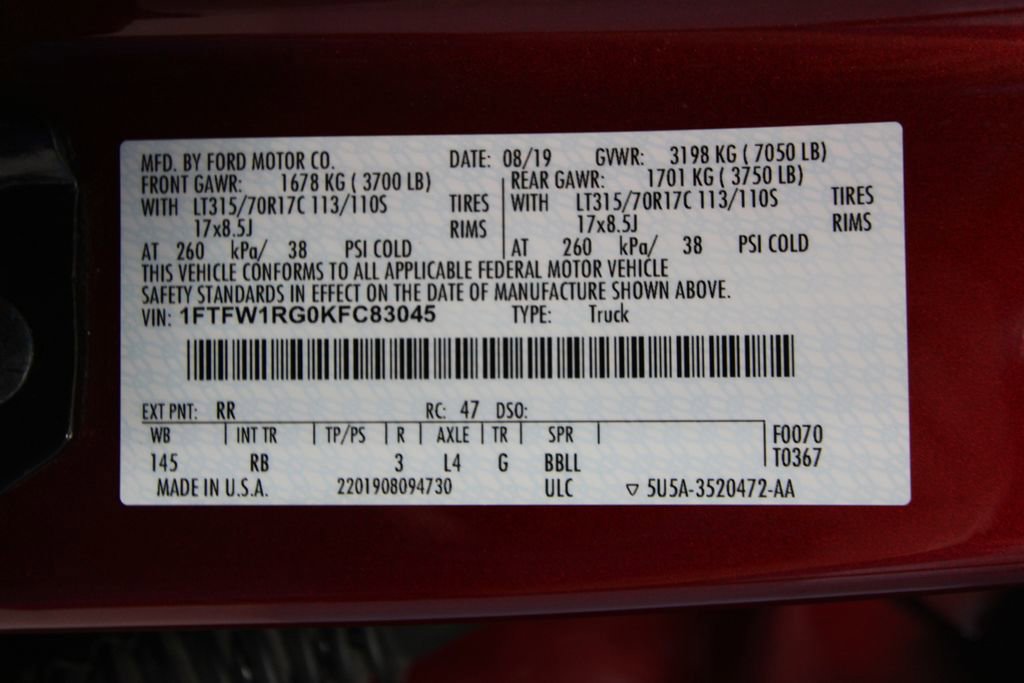 MFD. BY FORD MOTOR CO. DATE: 08/19 GVWR: 3198 KG ( 7050 LB)
FRONT GAWR: 1678 KG ( 3700 LB) REAR GAWR: 1701 KG ( 3750 LB)
WITH LT315/70R17C 113/110S TIRES WITH LT315/70R17C 113/110S TIRES
17x8.5J RIMS 17x8.5J RIMS
AT 260 kPa/ 38 PSI COLD AT 260 kPa/ 38 PSI COLD
THIS VEHICLE CONFORMS TO ALL APPLICABLE FEDERAL MOTOR VEHICLE
SAFETY STANDARDS IN EFFECT ON THE DATE OF MANUFACTURE SHOWN ABOVE.
VIN: 1FTFW1RG0KFC83045 TYPE: Truck
EXT PNT: RR RC: 47 DSO:
WB INT TR TP/PS R AXLE TR SPR F0070
145 RB 3 L4 G BBLL T0367
MADE IN U.S.A. 2201908094730 ULC ▽ 5U5A-3520472-AA